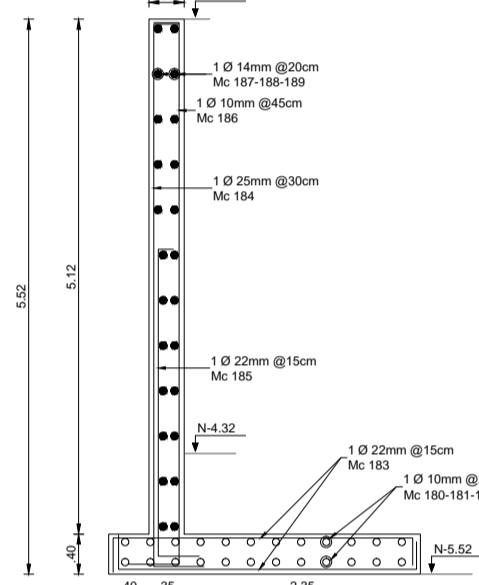 1 Ø 14mm @20cm
Mc 187-188-189
1 Ø 10mm @45cm
Mc 186
1 Ø 25mm @30cm
Mc 184
5.52
5.12
1 Ø 22mm @15cm
Mc 185
N-4.32
1 Ø 22mm @15cm
Mc 183
1 Ø 10mm @
Mc 180-181-1
.40
N-5.52
.40 .35 2.35